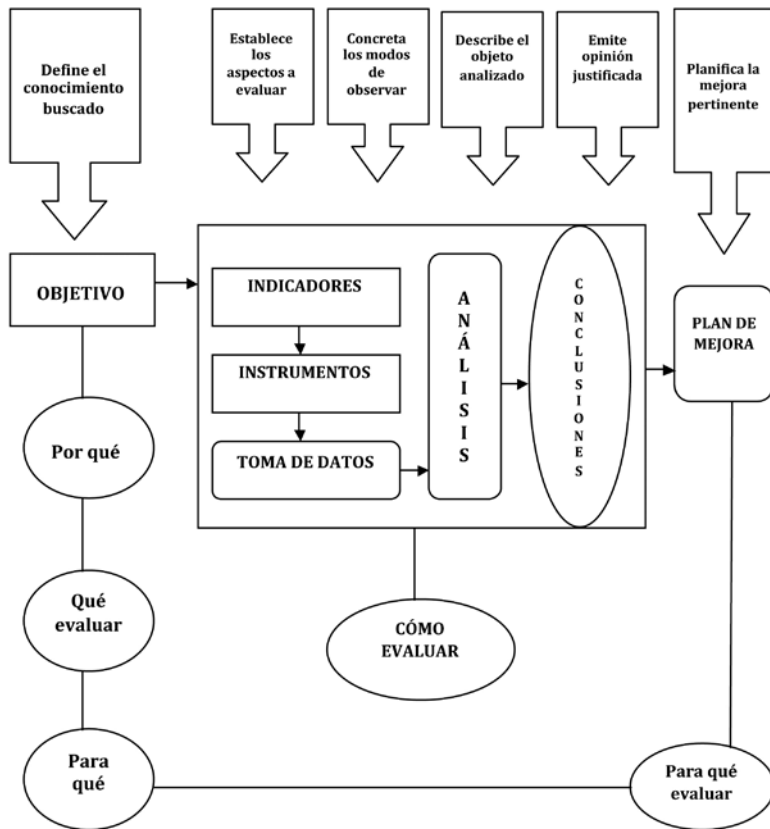 Define el
conocimiento
buscado
Establece
los
aspectos a
evaluar
Concreta
los modos
de
observar
Describe el
objeto
analizado
Emite
opinión
justificada
Planifica la
mejora
pertinente
OBJETIVO
INDICADORES
INSTRUMENTOS
TOMA DE DATOS
ANÁLISIS
CONCLUSIONES
PLAN DE
MEJORA
Por qué
Qué
evaluar
CÓMO
EVALUAR
Para
qué
Para qué
evaluar